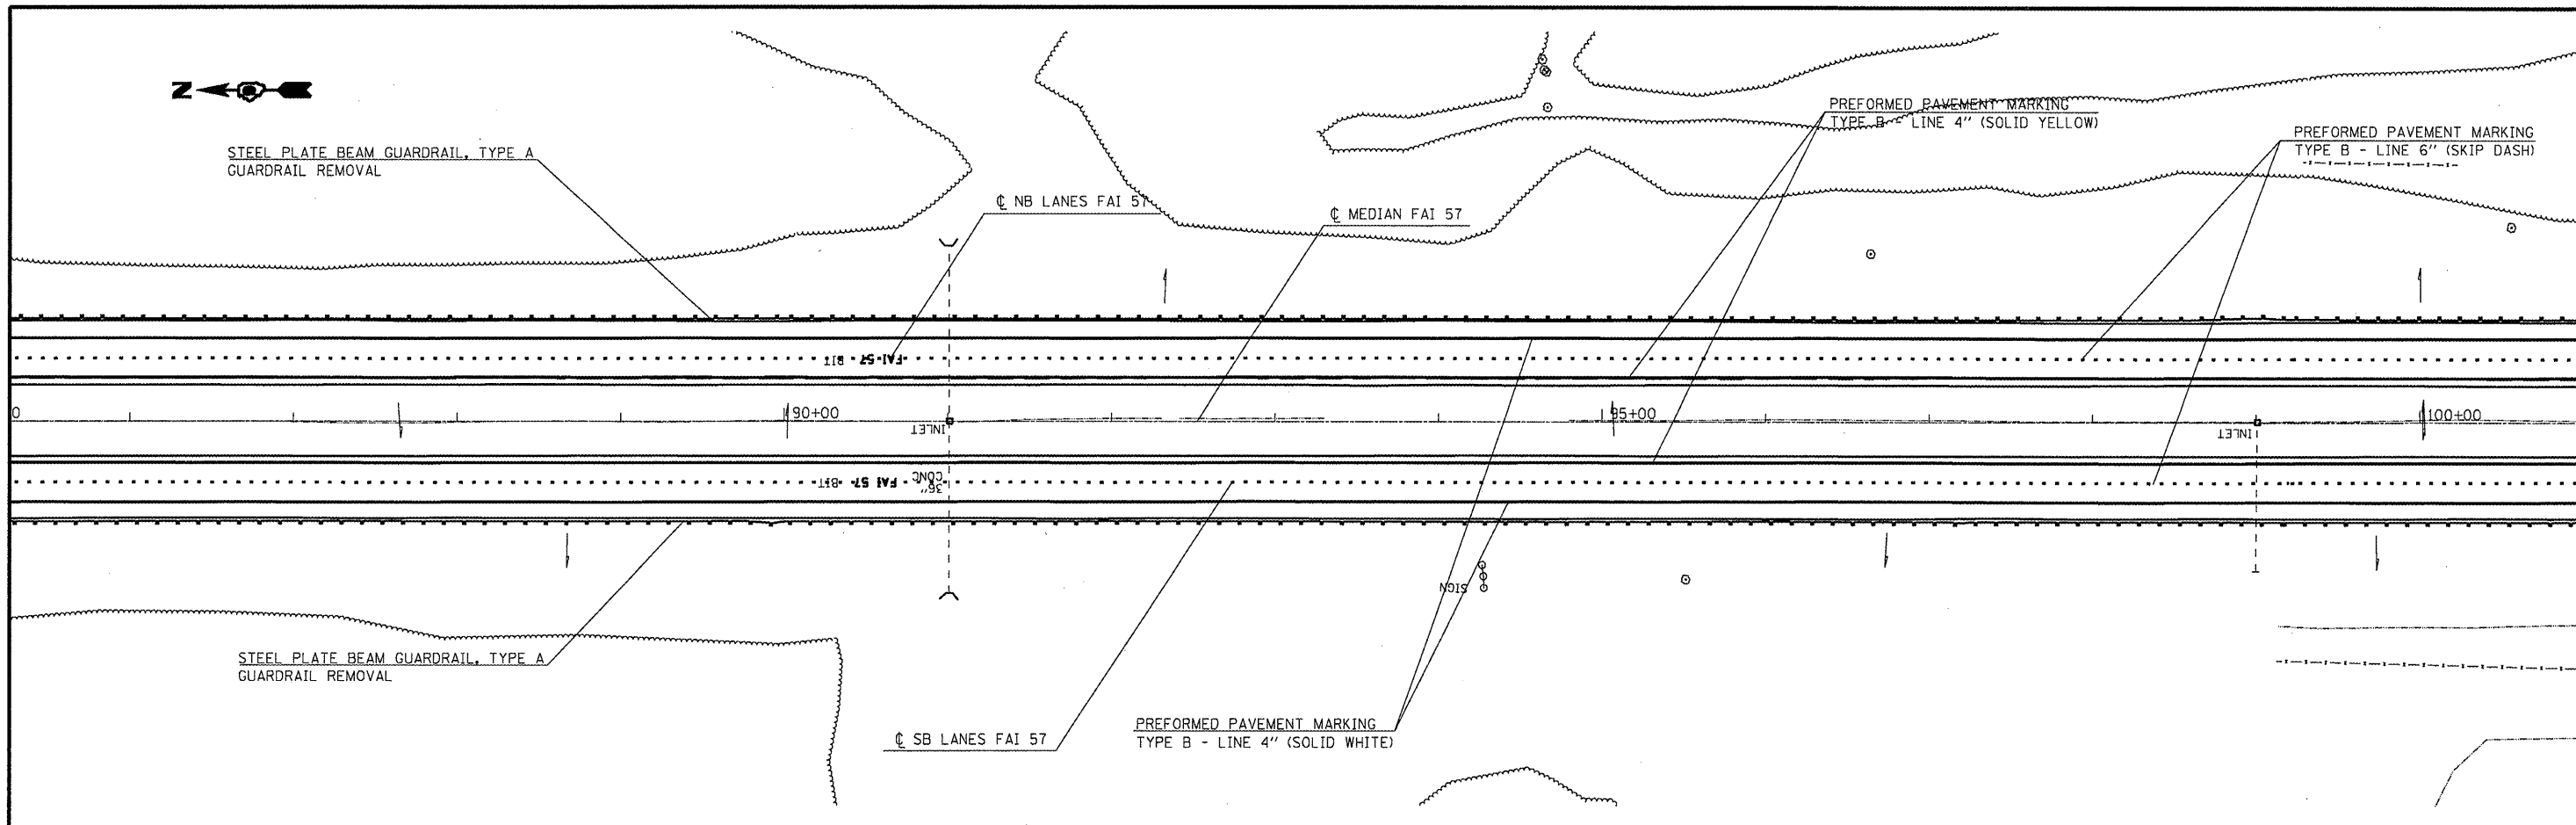 N
STEEL PLATE BEAM GUARDRAIL, TYPE A
GUARDRAIL REMOVAL
℄ NB LANES FAI 57
℄ MEDIAN FAI 57
PREFORMED PAVEMENT MARKING
TYPE B - LINE 4" (SOLID YELLOW)
PREFORMED PAVEMENT MARKING
TYPE B - LINE 6" (SKIP DASH)
FAI 57 BIT
0
90+00
95+00
100+00
INLET
INLET
36" CONC
FAI 57 BIT
SIGN
STEEL PLATE BEAM GUARDRAIL, TYPE A
GUARDRAIL REMOVAL
℄ SB LANES FAI 57
PREFORMED PAVEMENT MARKING
TYPE B - LINE 4" (SOLID WHITE)